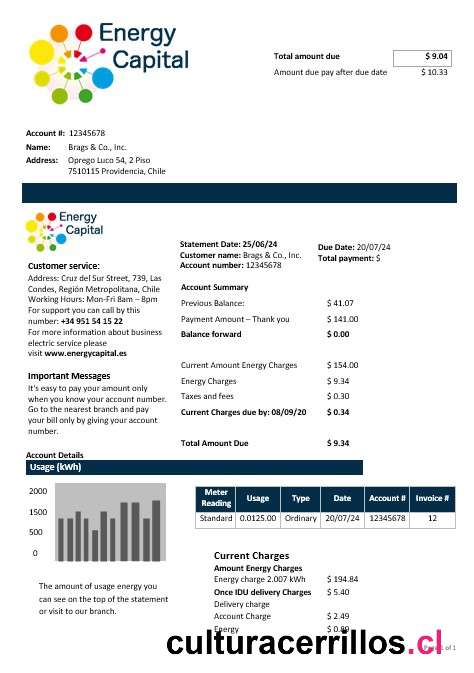 Energy
Capital
Total amount due $ 9.04
Amount due pay after due date $ 10.33
Account #: 12345678
Name: Brags & Co., Inc.
Address: Oprego Luco 54, 2 Piso
7510115 Providencia, Chile
Energy
Capital
Statement Date: 25/06/24
Customer name: Brags & Co., Inc.
Account number: 12345678
Due Date: 20/07/24
Total payment: $
Customer service:
Address: Cruz del Sur Street, 739, Las
Condes, Región Metropolitana, Chile
Working Hours: Mon-Fri 8am – 8pm
For support you can call by this
number: +34 951 54 15 22
For more information about business
electric service please
visit www.energycapital.es
Important Messages
It's easy to pay your amount only
when you know your account number.
Go to the nearest branch and pay
your bill only by giving your account
number.
Account Summary
Previous Balance: $ 41.07
Payment Amount – Thank you $ 141.00
Balance forward $ 0.00
Current Amount Energy Charges $ 154.00
Energy Charges $ 9.34
Taxes and fees $ 0.30
Current Charges due by: 08/09/20 $ 0.34
Total Amount Due $ 9.34
Account Details
Usage (kWh)
2000
1500
500
0
Meter Reading Usage Type Date Account # Invoice #
Standard 0.0125.00 Ordinary 20/07/24 12345678 12
The amount of usage energy you
can see on the top of the statement
or visit to our branch.
Current Charges
Amount Energy Charges
Energy charge 2.007 kWh $ 194.84
Once IDU delivery Charges $ 5.40
Delivery charge
Account Charge $ 2.49
Energy
culturacerrillos.cl
of 1